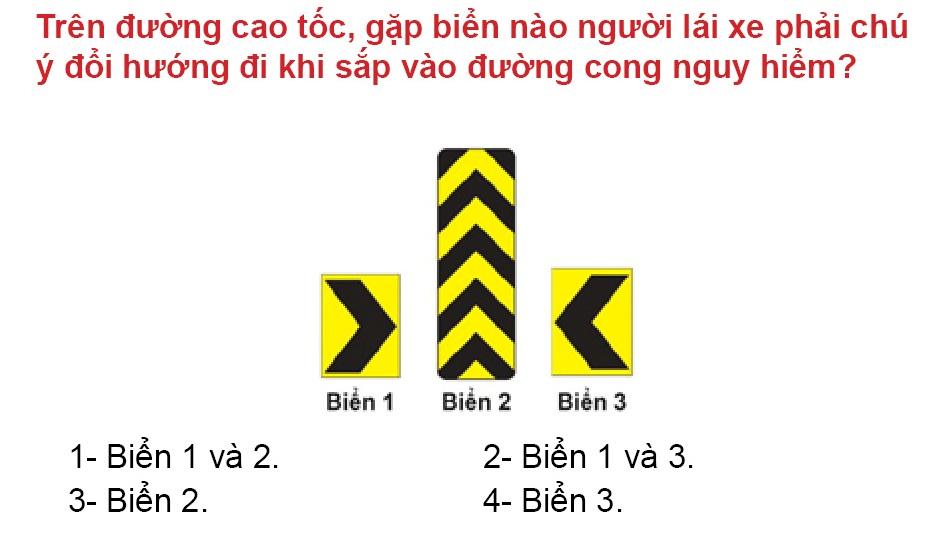 Trên đường cao tốc, gặp biển nào người lái xe phải chú
ý đổi hướng đi khi sắp vào đường cong nguy hiểm?
Biển 1 Biển 2 Biển 3
1- Biển 1 và 2. 2- Biển 1 và 3.
3- Biển 2. 4- Biển 3.